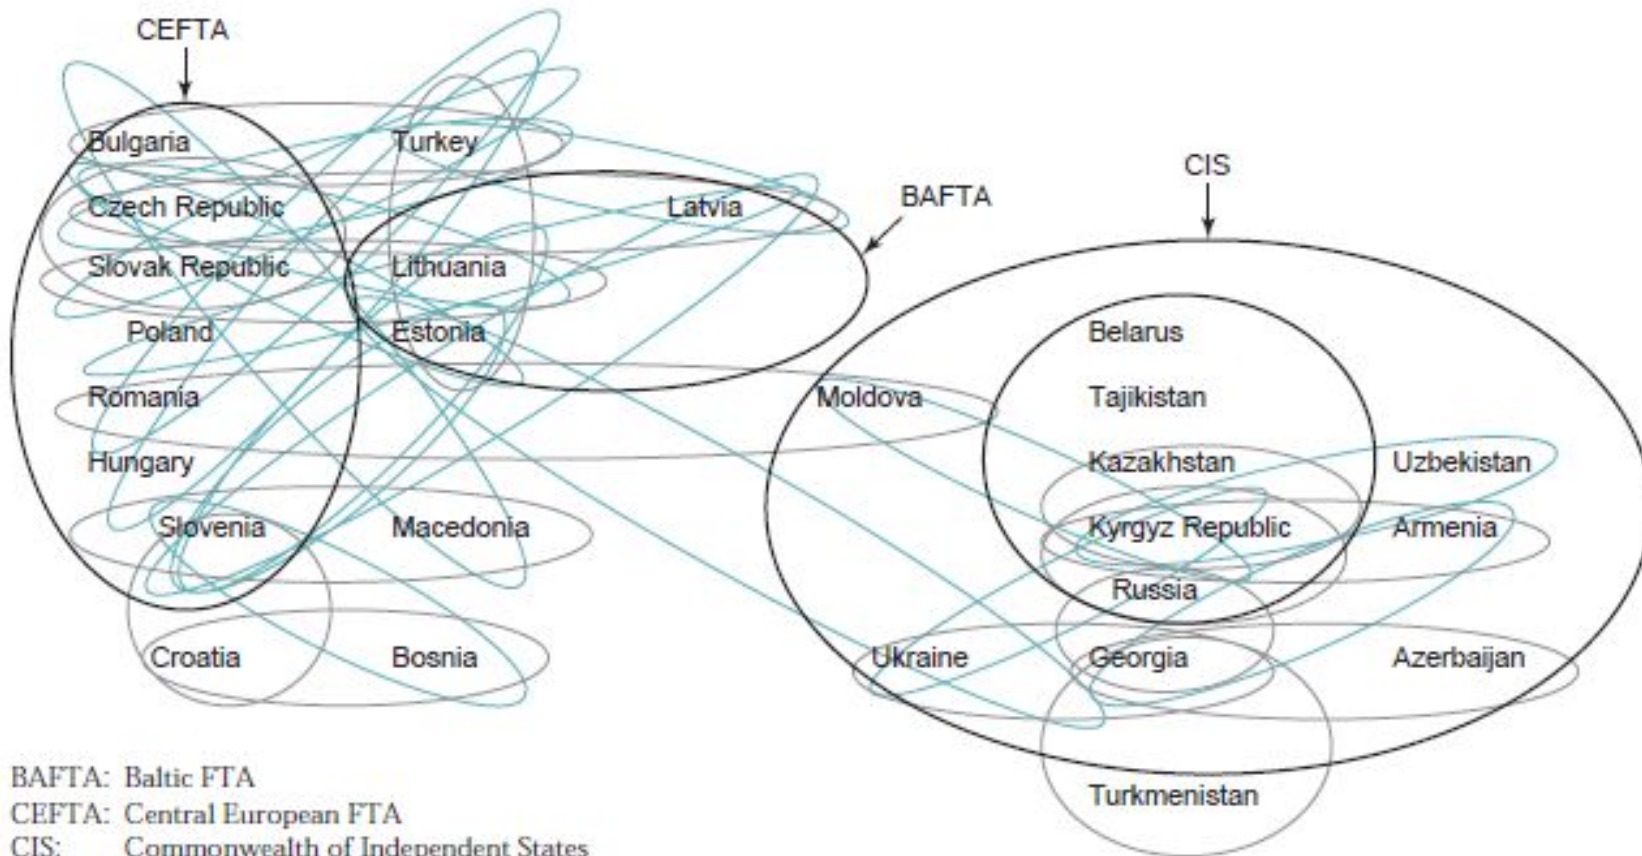 CEFTA
Bulgaria Turkey
CIS
BAFTA
Czech Republic Latvia
Slovak Republic Lithuania
Poland Estonia Belarus
Romania Moldova Tajikistan
Hungary Kazakhstan Uzbekistan
Slovenia Macedonia Kyrgyz Republic Armenia
Russia
Croatia Bosnia Ukraine Georgia Azerbaijan
BAFTA: Baltic FTA
Turkmenistan
CEFTA: Central European FTA
CIS: Commonwealth of Independent States